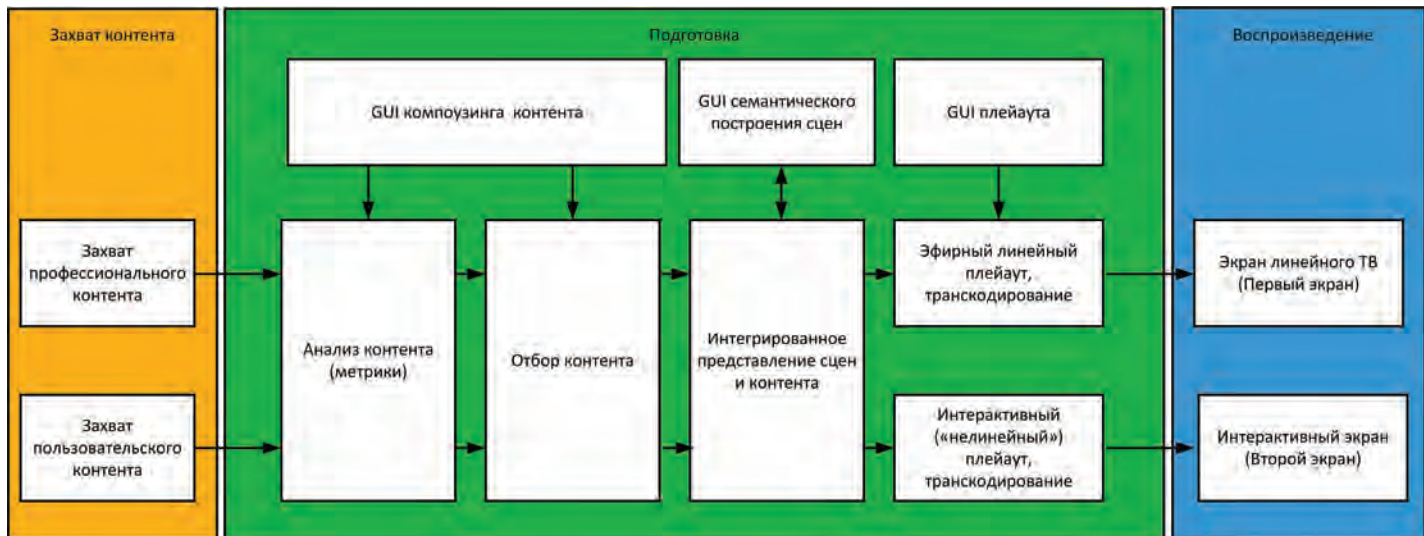 Захват контента
Подготовка
Воспроизведение
GUI компоузинга контента
GUI семантического
построения сцен
GUI плейаута
Захват
профессионального
контента
Захват
пользовательского
контента
Анализ контента
(метрики)
Отбор контента
Интегрированное
представление сцен
и контента
Эфирный линейный
плейаут,
транскодирование
Интерактивный
(«нелинейный»)
плейаут,
транскодирование
Экран линейного ТВ
(Первый экран)
Интерактивный экран
(Второй экран)